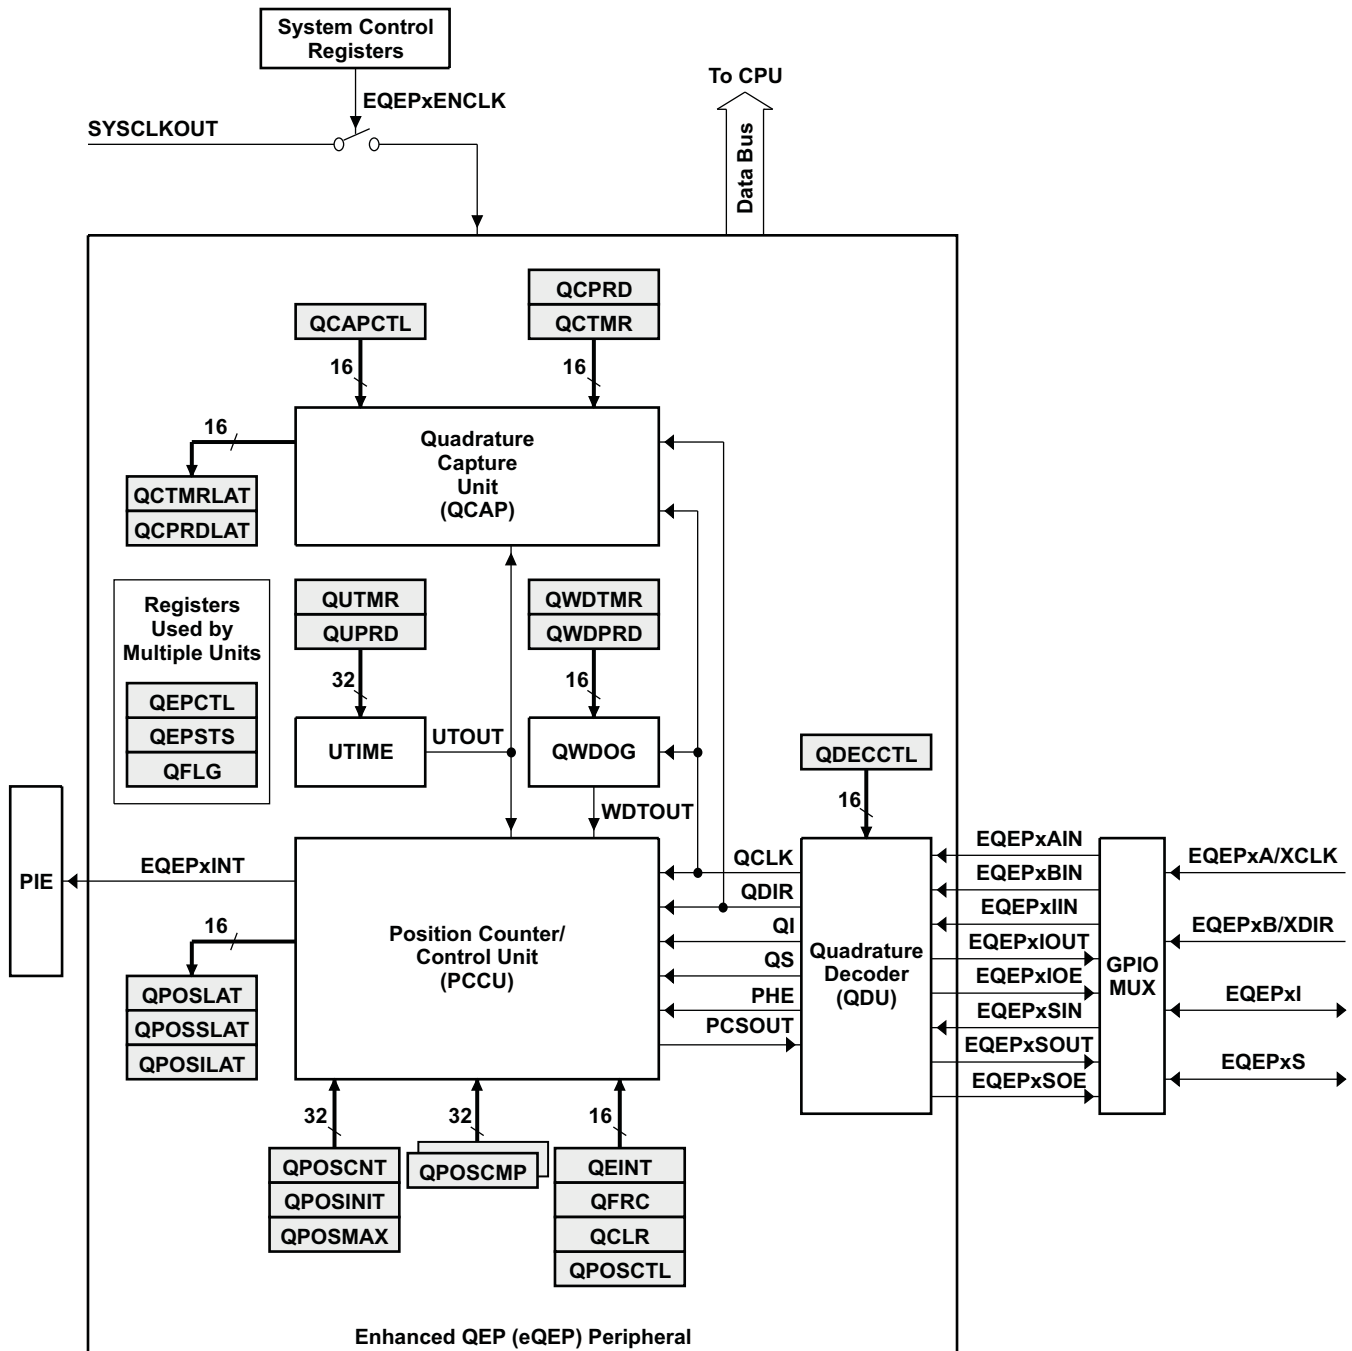 System Control
Registers
To CPU
EQEPxENCLK
SYSCLKOUT
Data Bus
QCPRD
QCAPCTL
QCTMR
16
16
16
Quadrature
Capture
Unit
(QCAP)
QCTMRLAT
QCPRDLAT
Registers
Used by
Multiple Units
QEPCTL
QEPSTS
QFLG
QUTMR
QUPRD
QWDTMR
QWDPRD
32
16
UTIME
UTOUT
QWDOG
QDECCTL
WDTOUT
16
PIE
EQEPxINT
16
Position Counter/
Control Unit
(PCCU)
QCLK
QDIR
QI
QS
PHE
PCSOUT
Quadrature
Decoder
(QDU)
EQEPxAIN
EQEPxBIN
EQEPxIIN
EQEPxIOUT
EQEPxIOE
EQEPxSIN
EQEPxSOUT
EQEPxSOE
GPIO
MUX
EQEPxA/XCLK
EQEPxB/XDIR
EQEPxI
EQEPxS
QPOSLAT
QPOSSLAT
QPOSILAT
32
32
16
QPOSCNT
QPOSINIT
QPOSMAX
QPOSCMP
QEINT
QFRC
QCLR
QPOSCTL
Enhanced QEP (eQEP) Peripheral